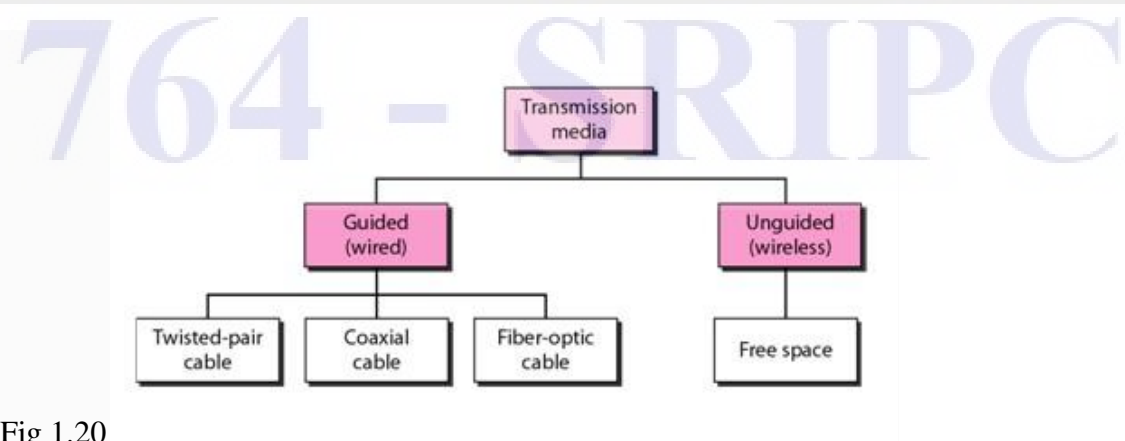 764 - SRIPC
Transmission
media
Guided
(wired)
Unguided
(wireless)
Twisted-pair
cable
Coaxial
cable
Fiber-optic
cable
Free space
Fig 1.20